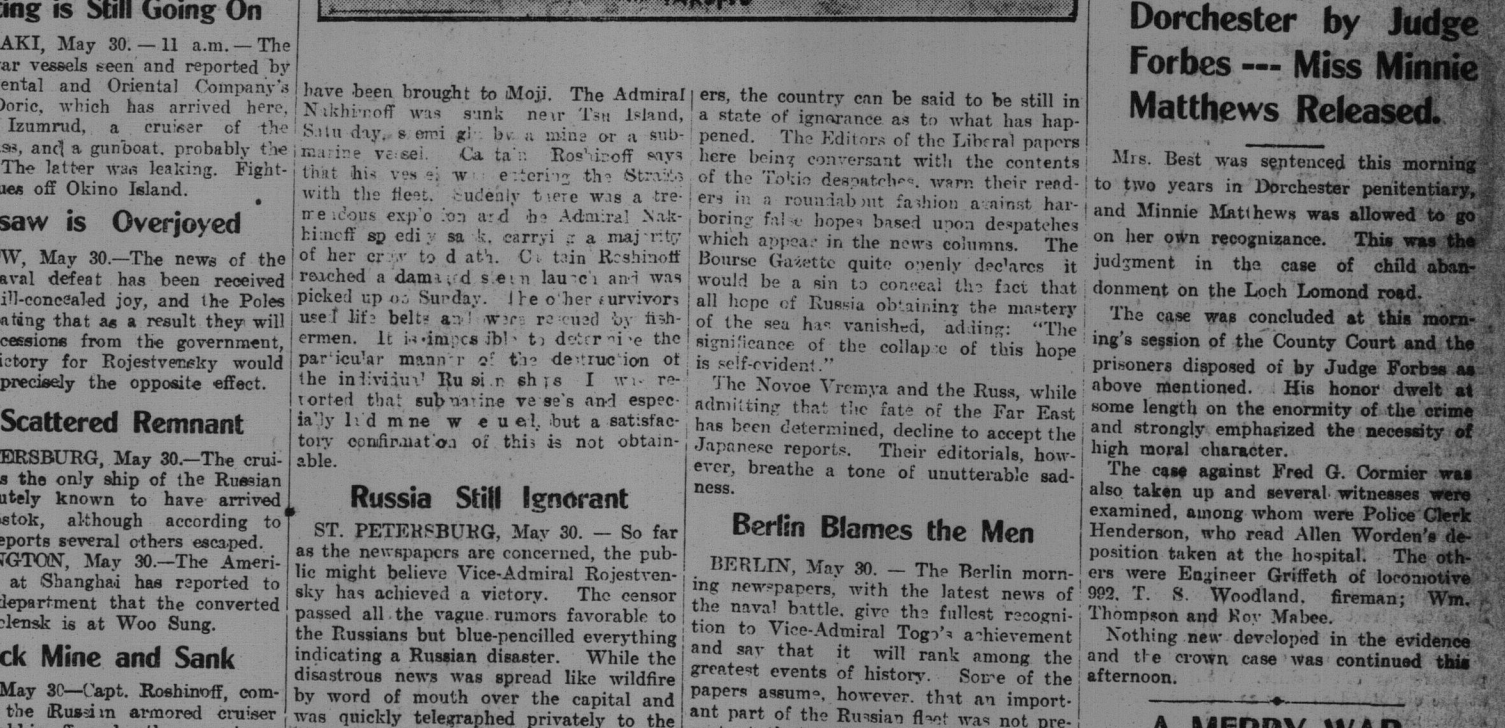 ing is Still Going On
AKI, May 30. — 11 a.m. — The
ar vessels seen and reported by
ental and Oriental Company's
Doric, which has arrived here,
Izumrud, a cruiser of the
ss, and a gunboat. probably the
The latter was leaking. Fight-
ues off Okino Island.
saw is Overjoyed
W, May 30.—The news of the
aval defeat has been received
ill-concealed joy, and the Poles
ating that as a result they will
cessions from the government,
ictory for Rojestvensky would
precisely the opposite effect.
Scattered Remnant
ERSBURG, May 30.—The crui-
s the only ship of the Russian
utely known to have arrived
stok, although according to
eports several others escaped.
NGTON, May 30.—The Ameri-
at Shanghai has reported to
department that the converted
lensk is at Woo Sung.
ck Mine and Sank
May 30—Capt. Roshinoff, com-
the Russian armored cruiser
have been brought to Moji. The Admiral
Nakhimoff was sunk near Tsu Island,
by a mine or a sub-
marine Roshinoff says
that his entering the Straits
with the fleet. Sudenly there was a tre-
and the Admiral Nak-
himoff a majority
of her crew to Roshinoff
reached a and was
picked up on Sunday. The other survivors
used life belts and were rescued by fish-
ermen. It is the
particular manner of the destruction of
the I was re-
ported that and espec-
ially but a satisfac-
tory confirmation of this is not obtain-
able.
Russia Still Ignorant
ST. PETERSBURG, May 30. — So far
as the newspapers are concerned, the pub-
lic might believe Vice-Admiral Rojestven-
sky has achieved a victory. The censor
passed all the vague rumors favorable to
the Russians but blue-pencilled everything
indicating a Russian disaster. While the
disastrous news was spread like wildfire
by word of mouth over the capital and
was quickly telegraphed privately to the
ers, the country can be said to be still in
a state of ignorance as to what has hap-
pened. The Editors of the Liberal papers
here being conversant with the contents
of the Tokio despatches, warn their read-
ers in a roundabout fashion against har-
boring false hopes based upon despatches
which appear in the news columns. The
Bourse Gazette quite openly declares it
would be a sin to conceal the fact that
all hope of Russia obtaining the mastery
of the sea has vanished, adding: "The
significance of the collapse of this hope
is self-evident."
The Novoe Vremya and the Russ, while
admitting that the fate of the Far East
has been determined, decline to accept the
Japanese reports. Their editorials, how-
ever, breathe a tone of unutterable sad-
ness.
Berlin Blames the Men
BERLIN, May 30. — The Berlin morn-
ing newspapers, with the latest news of
the naval battle, give the fullest recogni-
tion to Vice-Admiral Togo's achievement
and say that it will rank among the
greatest events of history. Some of the
papers assume, however, that an import-
ant part of the Russian fleet was not pre-
Dorchester by Judge
Forbes --- Miss Minnie
Matthews Released.
Mrs. Best was sentenced this morning
to two years in Dorchester penitentiary,
and Minnie Matthews was allowed to go
on her own recognizance. This was the
judgment in the case of child aban-
donment on the Loch Lomond road.
The case was concluded at this morn-
ing's session of the County Court and the
prisoners disposed of by Judge Forbes as
above mentioned. His honor dwelt at
some length on the enormity of the crime
and strongly emphasized the necessity of
high moral character.
The case against Fred G. Cormier was
also taken up and several witnesses were
examined, among whom were Police Clerk
Henderson, who read Allen Worden's de-
position taken at the hospital. The oth-
ers were Engineer Griffeth of locomotive
992, T. S. Woodland, fireman; Wm.
Thompson and Roy Mabee.
Nothing new developed in the evidence
and the crown case was continued this
afternoon.
A MERRY WAR